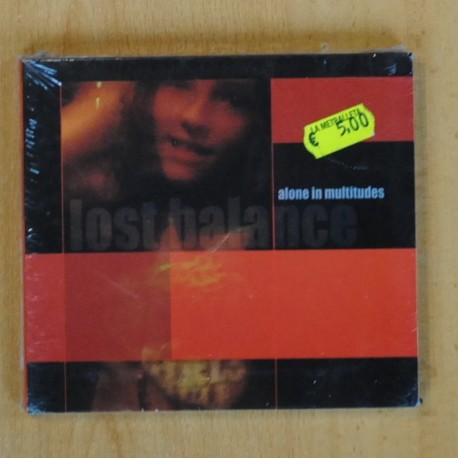 LA METRALLETA
€ 5,00
alone in multitudes
lost balance